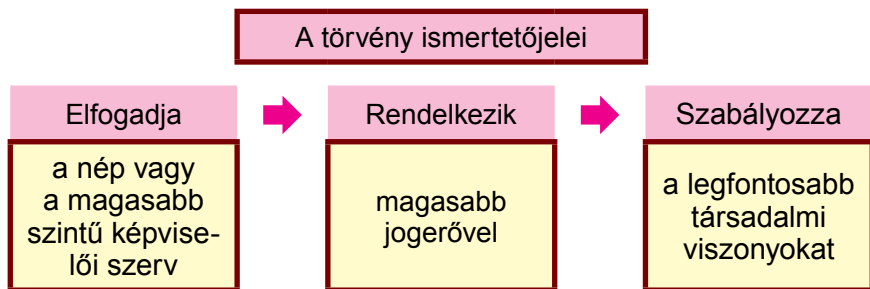 A törvény ismertetőjelei
Elfogadja
a nép vagy
a magasabb
szintű képvise-
lői szerv
Rendelkezik
magasabb
jogerővel
Szabályozza
a legfontosabb
társadalmi
viszonyokat